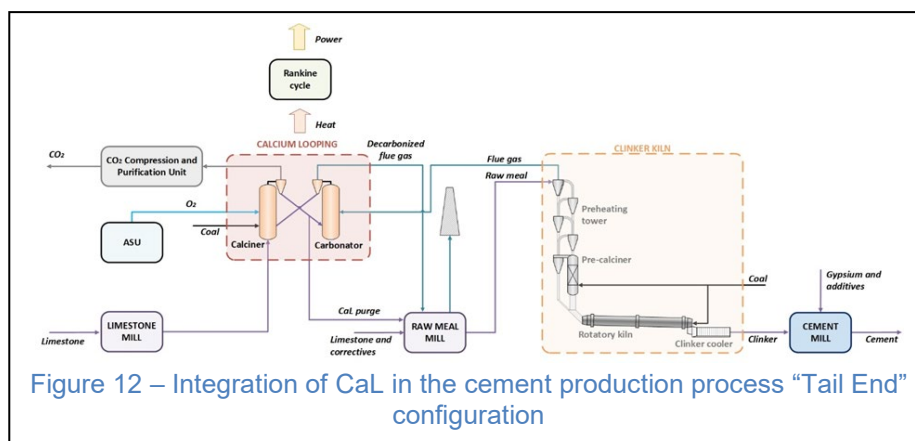 Power
Rankine
cycle
Heat
CALCIUM LOOPING
Decarbonized
flue gas
CLINKER KILN
CO₂
CO₂ Compression and
Purification Unit
Flue gas
Raw meal
O₂
Preheating
tower
ASU
Coal
Calciner
Carbonator
Pre-calciner
Coal
Gypsium and
additives
CaL purge
Limestone
LIMESTONE
MILL
Limestone and
correctives
RAW MEAL
MILL
Rotatory kiln
Clinker cooler
Clinker
CEMENT
MILL
Cement
Figure 12 – Integration of CaL in the cement production process “Tail End”
configuration